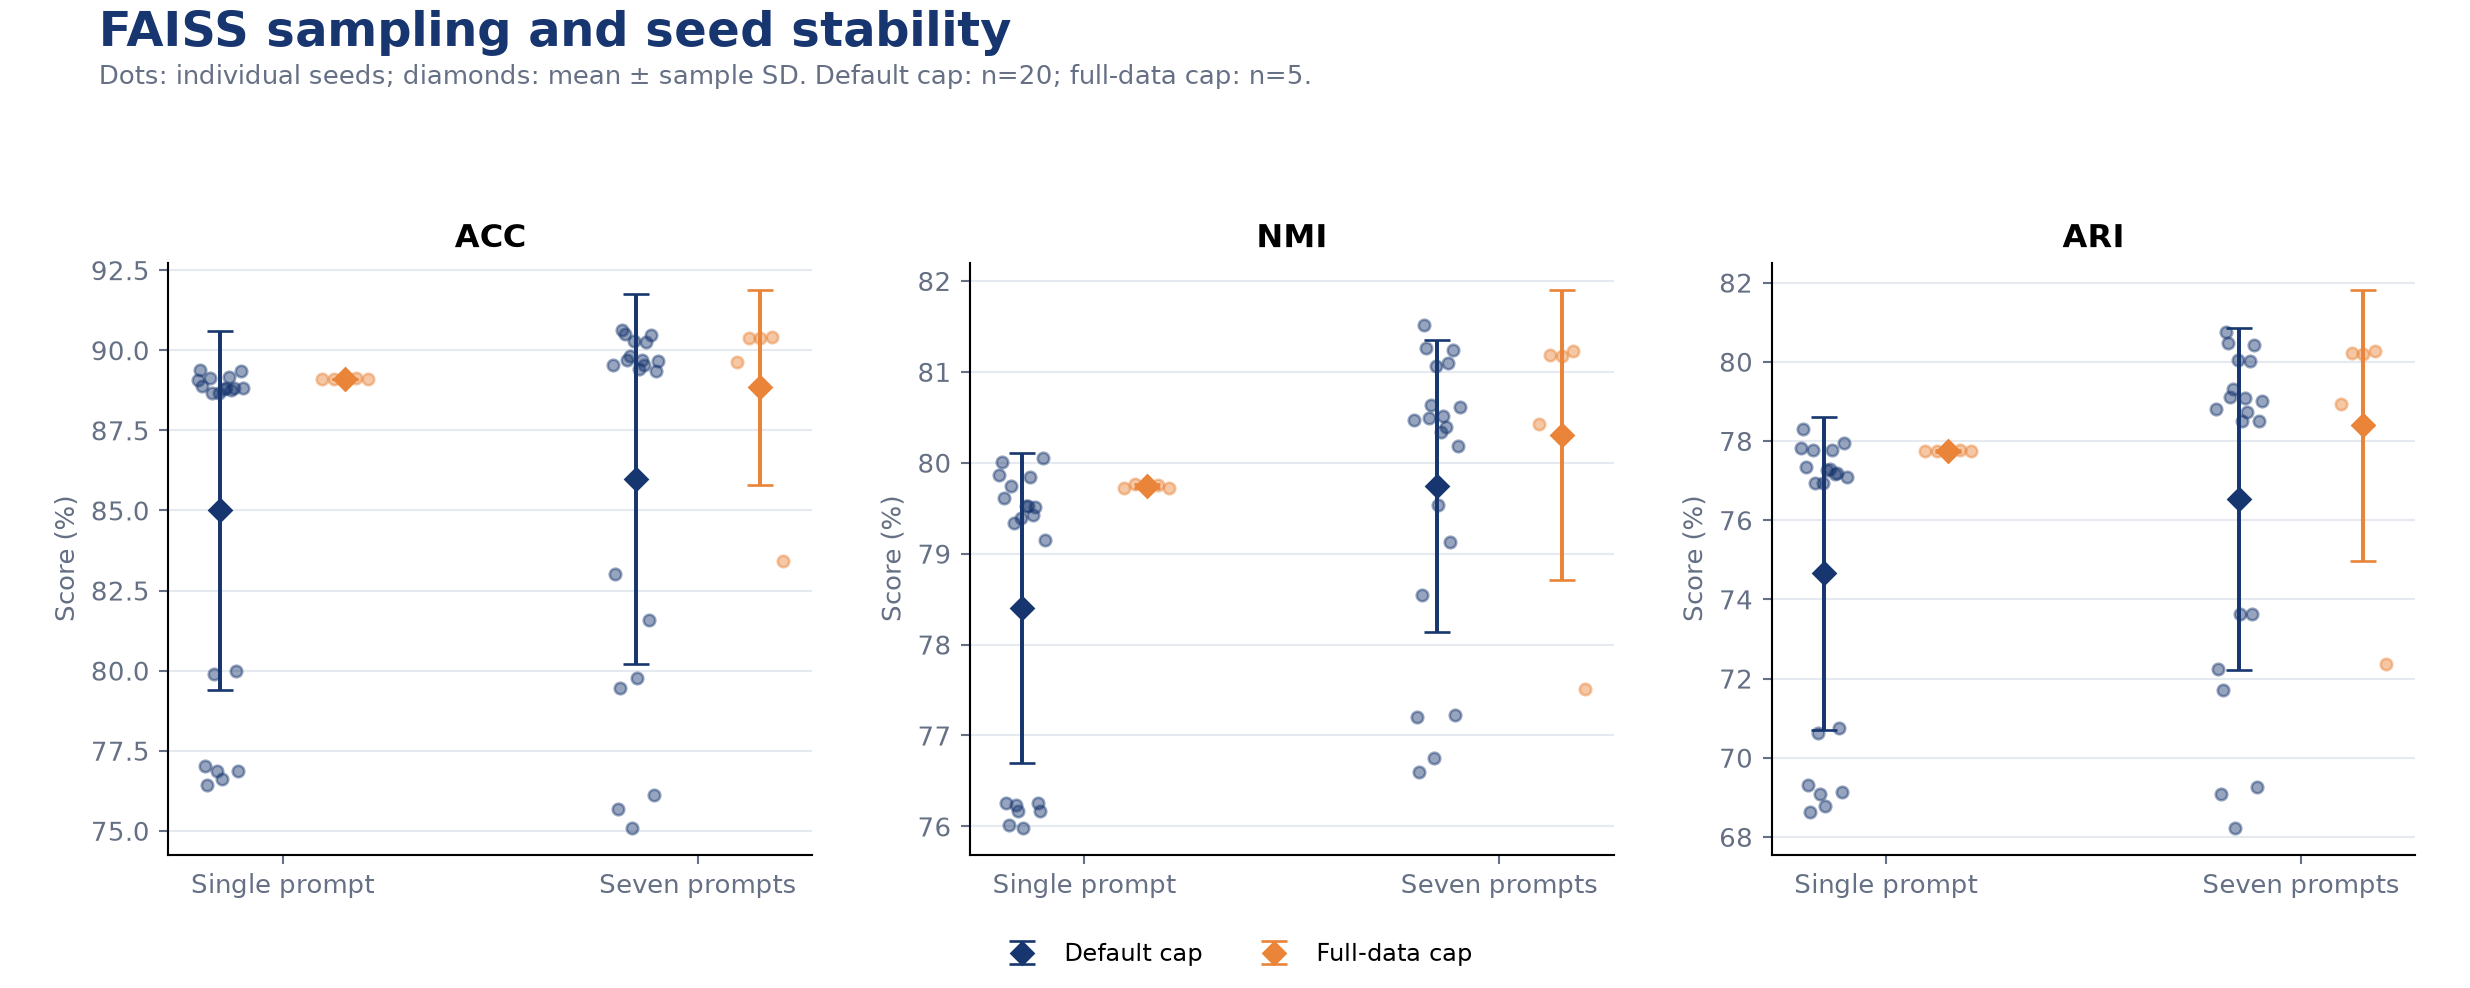 FAISS sampling and seed stability
Dots: individual seeds; diamonds: mean ± sample SD. Default cap: n=20; full-data cap: n=5.
ACC
Score (%)
92.5
90.0
87.5
85.0
82.5
80.0
77.5
75.0
Single prompt
Seven prompts
NMI
Score (%)
82
81
80
79
78
77
76
Single prompt
Seven prompts
ARI
Score (%)
82
80
78
76
74
72
70
68
Single prompt
Seven prompts
Default cap
Full-data cap